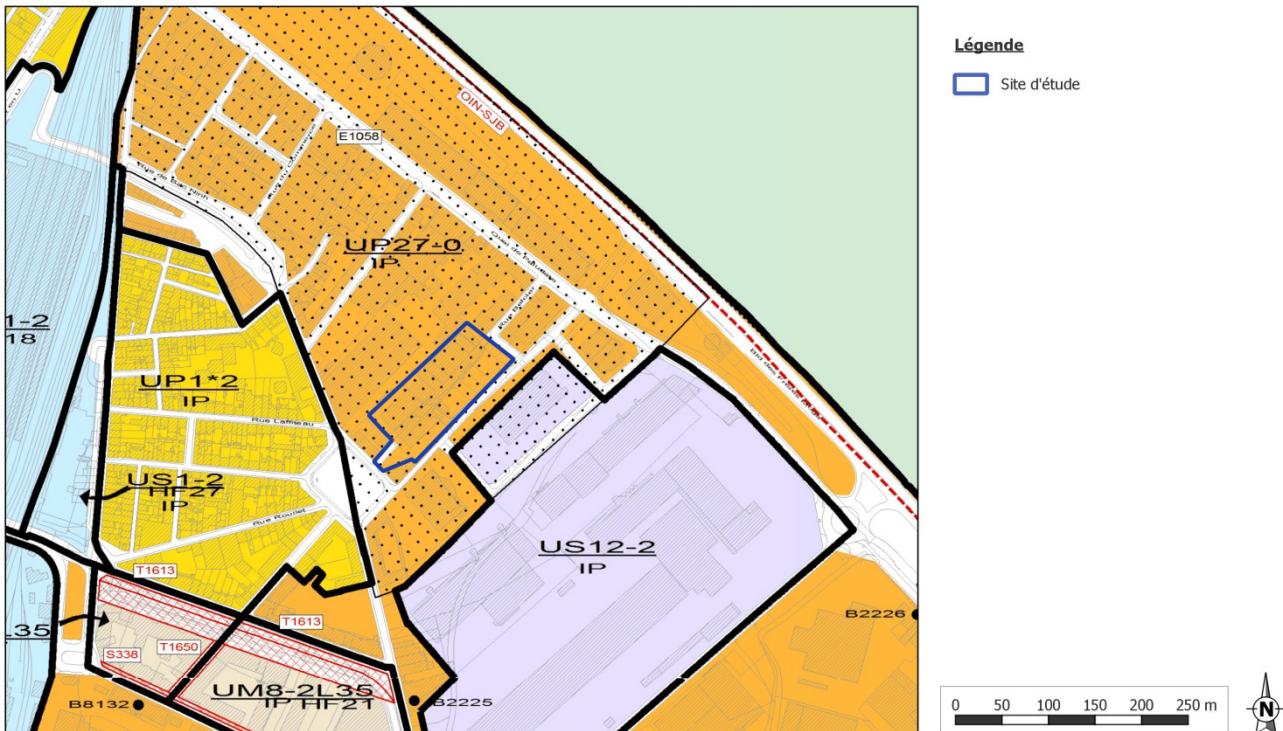 Légende
Site d'étude
OIN-SJB
E1058
UP27-0
IP
1-2
18
UP1*2
IP
Rue Lafiteau
US1-2
HF27
IP
Rue Roullet
US12-2
IP
T1613
T1613
L35
S338
T1650
UM8-2L35
IP HF21
B8132
B2225
B2226
0 50 100 150 200 250 m
N